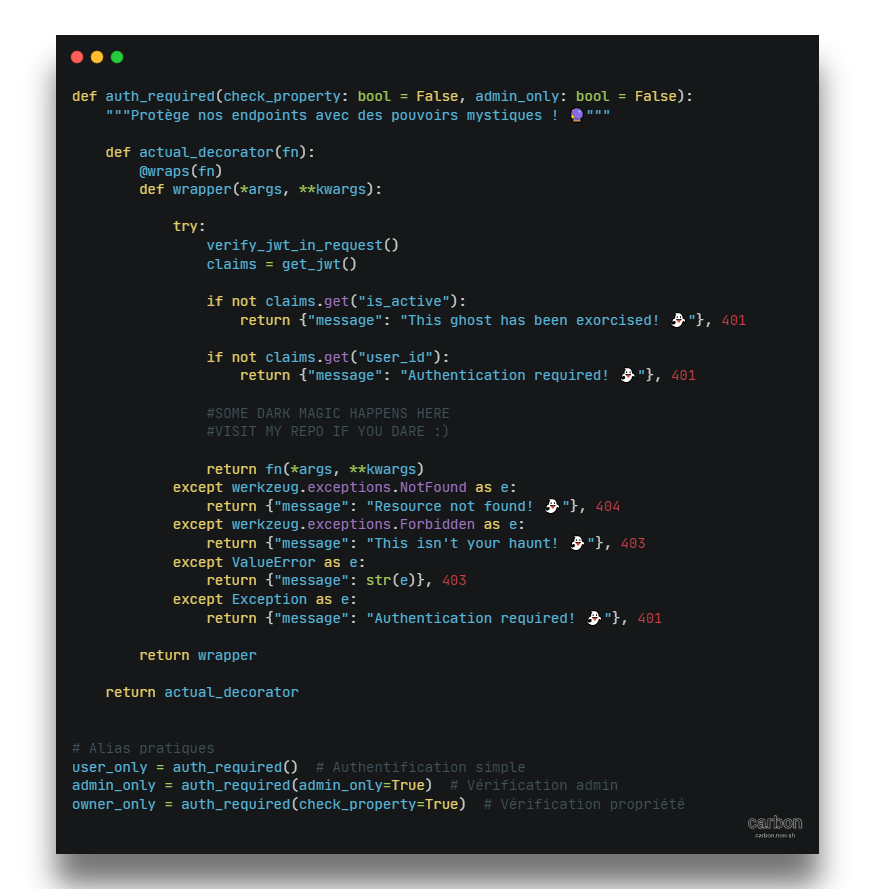 def auth_required(check_property: bool = False, admin_only: bool = False):
    """Protège nos endpoints avec des pouvoirs mystiques ! 🔮"""

    def actual_decorator(fn):
        @wraps(fn)
        def wrapper(*args, **kwargs):

            try:
                verify_jwt_in_request()
                claims = get_jwt()

                if not claims.get("is_active"):
                    return {"message": "This ghost has been exorcised! 👻"}, 401

                if not claims.get("user_id"):
                    return {"message": "Authentication required! 👻"}, 401

                #SOME DARK MAGIC HAPPENS HERE
                #VISIT MY REPO IF YOU DARE :)

                return fn(*args, **kwargs)
            except werkzeug.exceptions.NotFound as e:
                return {"message": "Resource not found! 👻"}, 404
            except werkzeug.exceptions.Forbidden as e:
                return {"message": "This isn't your haunt! 👻"}, 403
            except ValueError as e:
                return {"message": str(e)}, 403
            except Exception as e:
                return {"message": "Authentication required! 👻"}, 401

        return wrapper

    return actual_decorator


# Alias pratiques
user_only = auth_required()  # Authentification simple
admin_only = auth_required(admin_only=True)  # Vérification admin
owner_only = auth_required(check_property=True)  # Vérification propriété
carbon
carbon.now.sh